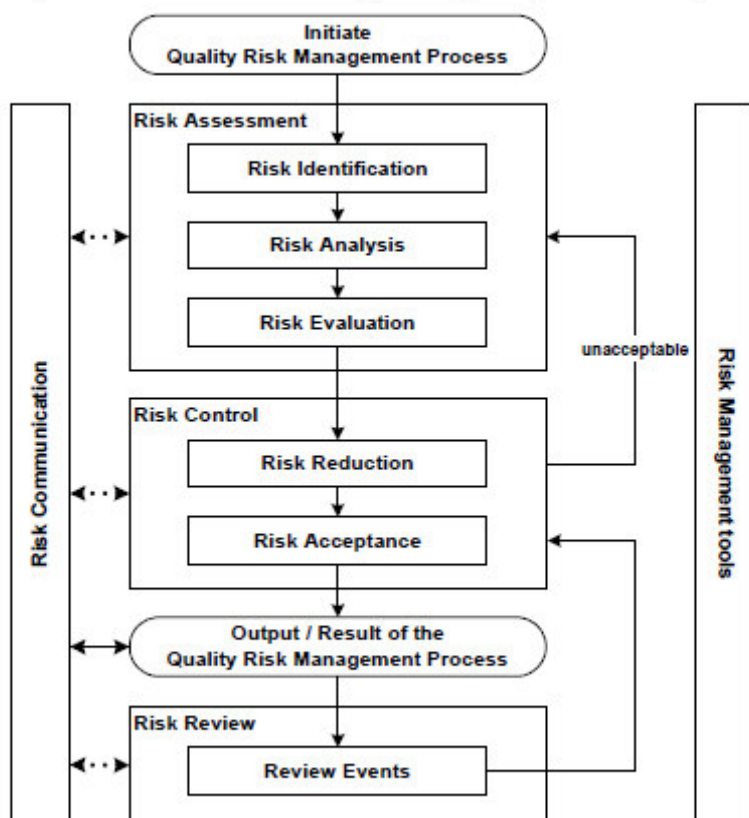 Initiate
Quality Risk Management Process
Risk Assessment
Risk Identification
Risk Analysis
Risk Evaluation
unacceptable
Risk Control
Risk Reduction
Risk Acceptance
Output / Result of the
Quality Risk Management Process
Risk Review
Review Events
Risk Communication
Risk Management tools